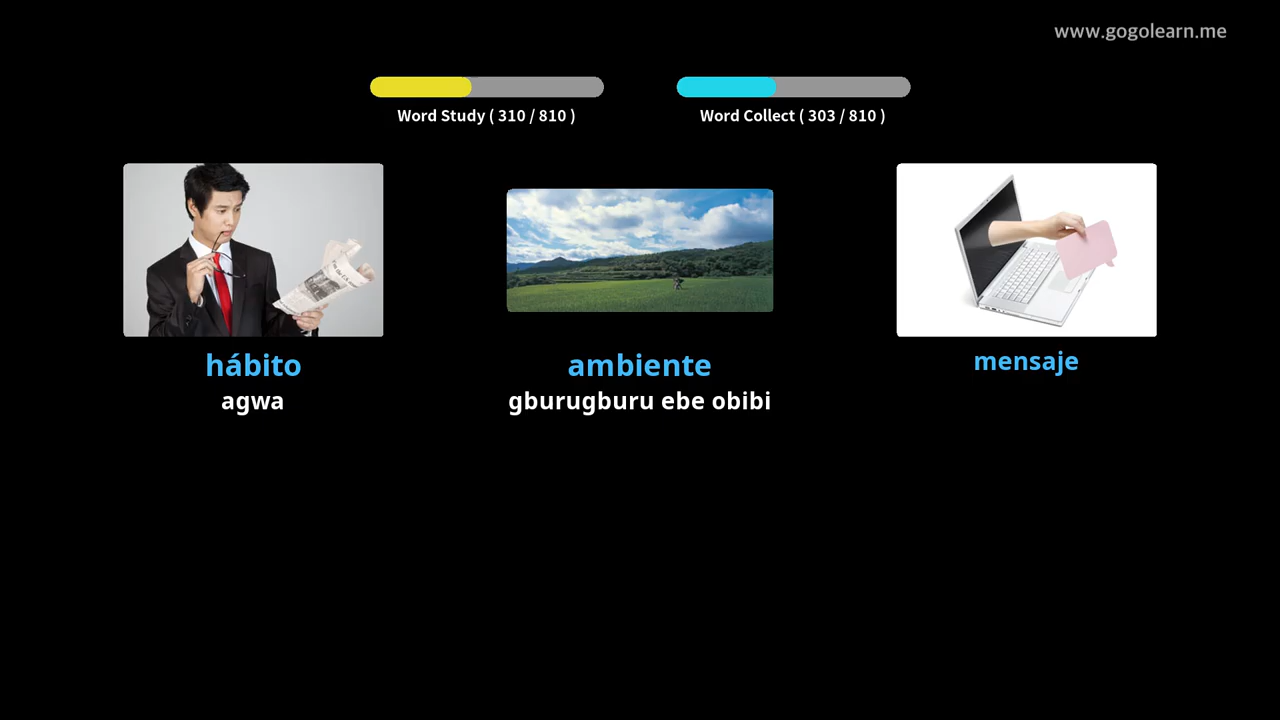 www.gogolearn.me
Word Study ( 310 / 810 )
Word Collect ( 303 / 810 )
hábito
agwa
ambiente
gburugburu ebe obibi
mensaje